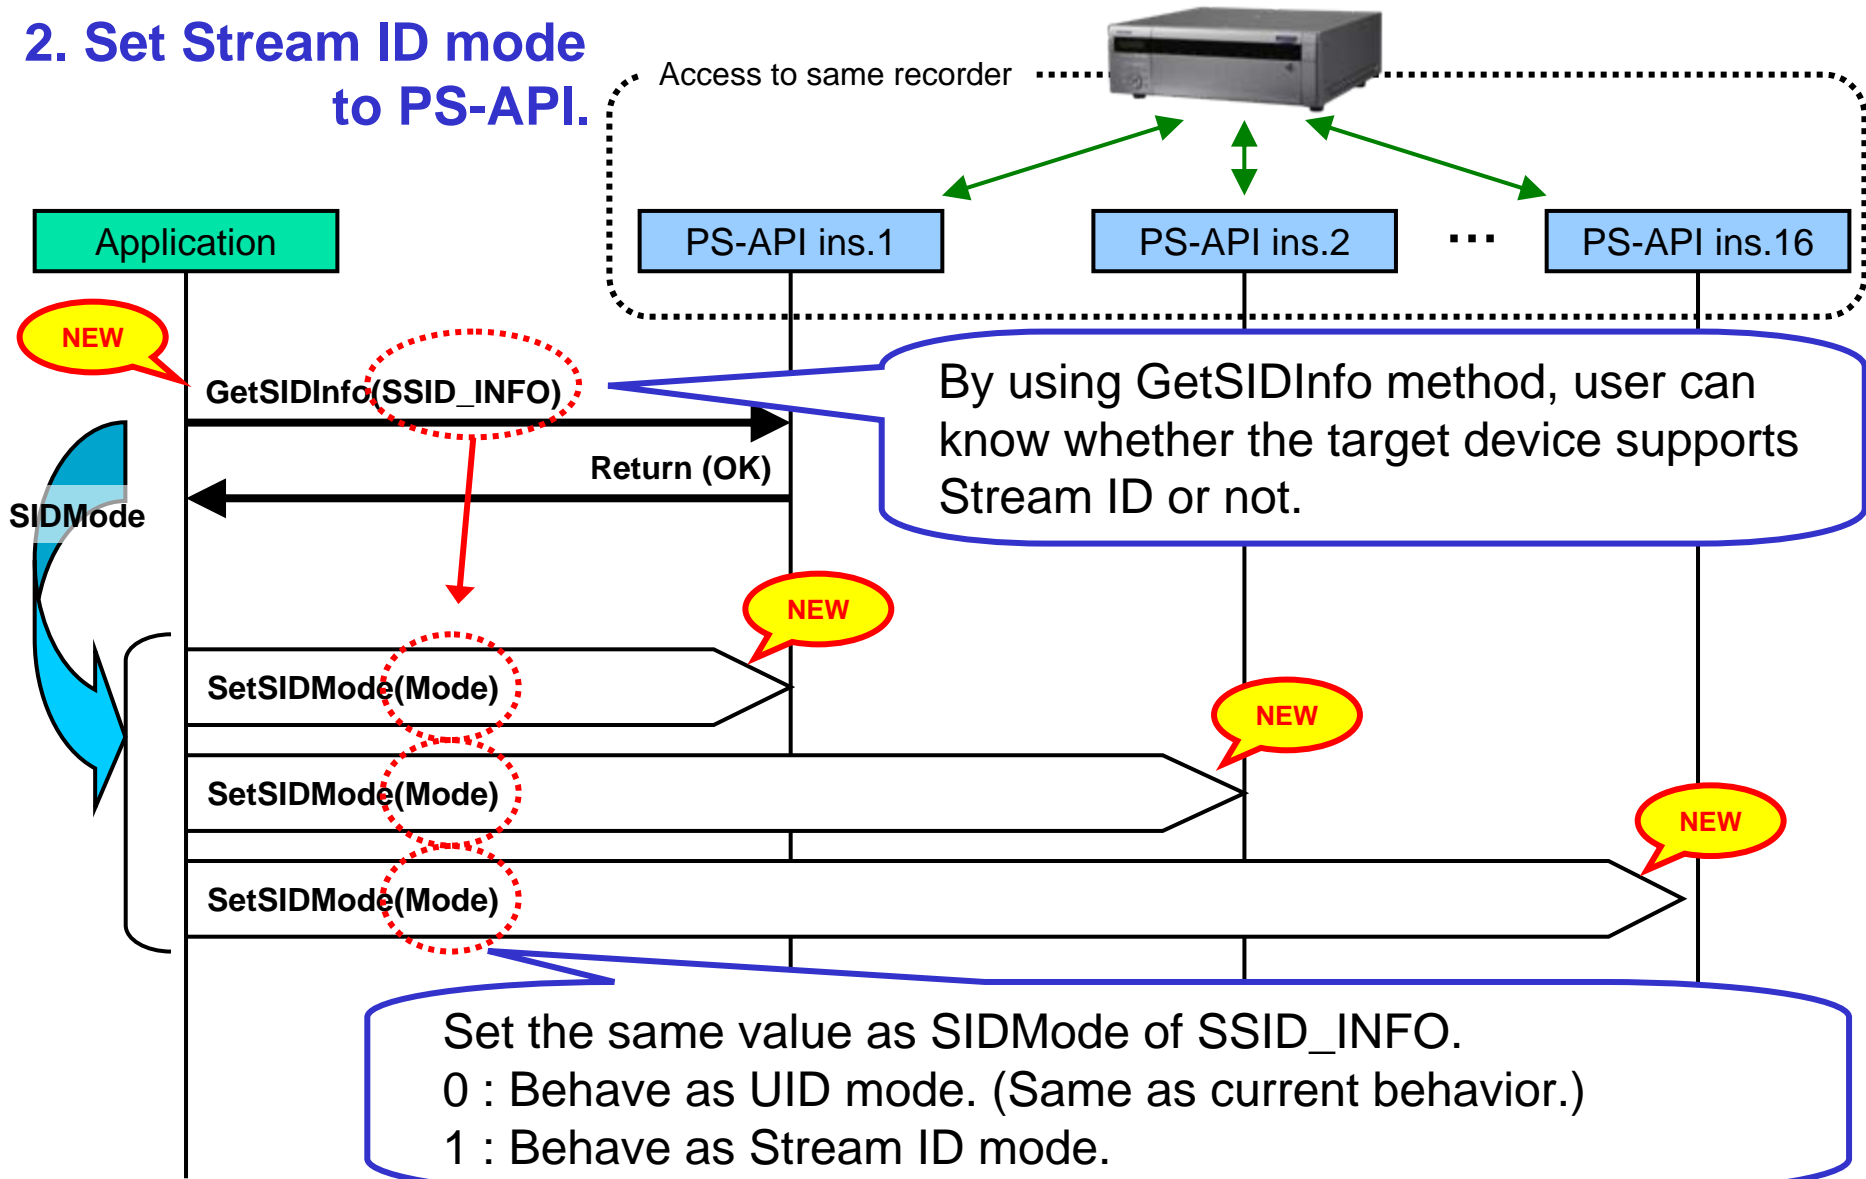 2. Set Stream ID mode
to PS-API.
Access to same recorder
Application
PS-API ins.1
PS-API ins.2
...
PS-API ins.16
NEW
GetSIDInfo(SSID_INFO)
By using GetSIDInfo method, user can
know whether the target device supports
Stream ID or not.
Return (OK)
SIDMode
NEW
SetSIDMode(Mode)
NEW
SetSIDMode(Mode)
NEW
SetSIDMode(Mode)
Set the same value as SIDMode of SSID_INFO.
0 : Behave as UID mode. (Same as current behavior.)
1 : Behave as Stream ID mode.